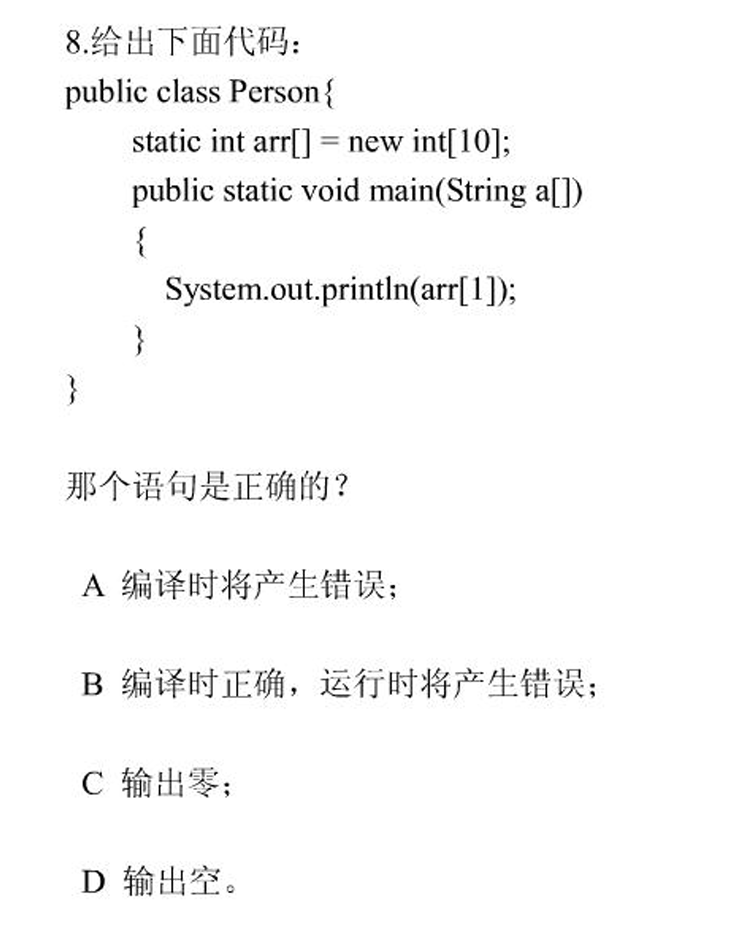 8.给出下面代码：
public class Person{
static int arr[] = new int[10];
public static void main(String a[])
{
System.out.println(arr[1]);
}
}
那个语句是正确的？
A 编译时将产生错误；
B 编译时正确，运行时将产生错误；
C 输出零；
D 输出空。